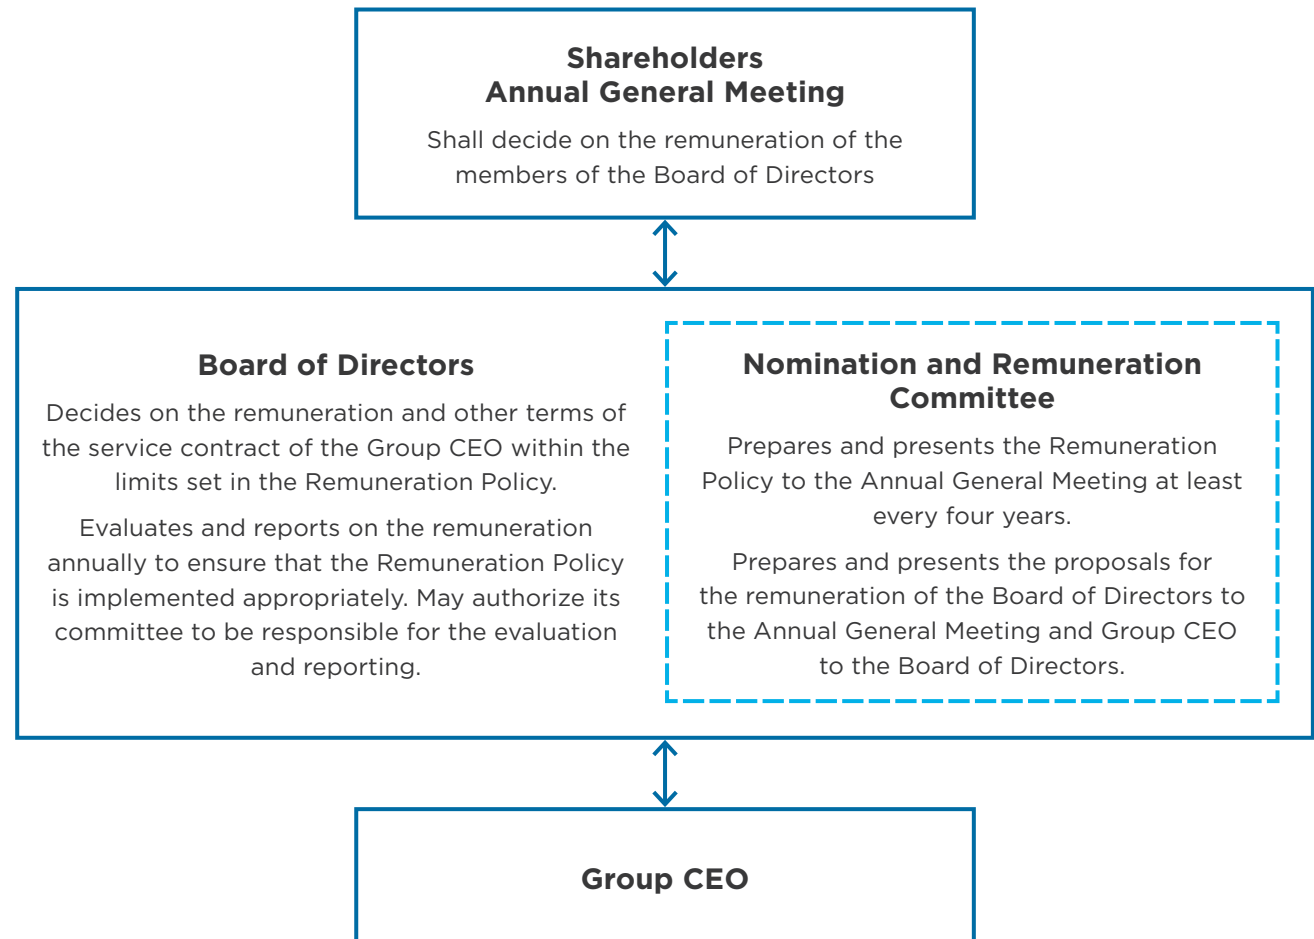 Shareholders
Annual General Meeting
Shall decide on the remuneration of the
members of the Board of Directors
Board of Directors
Decides on the remuneration and other terms of
the service contract of the Group CEO within the
limits set in the Remuneration Policy.
Evaluates and reports on the remuneration
annually to ensure that the Remuneration Policy
is implemented appropriately. May authorize its
committee to be responsible for the evaluation
and reporting.
Nomination and Remuneration
Committee
Prepares and presents the Remuneration
Policy to the Annual General Meeting at least
every four years.
Prepares and presents the proposals for
the remuneration of the Board of Directors to
the Annual General Meeting and Group CEO
to the Board of Directors.
Group CEO